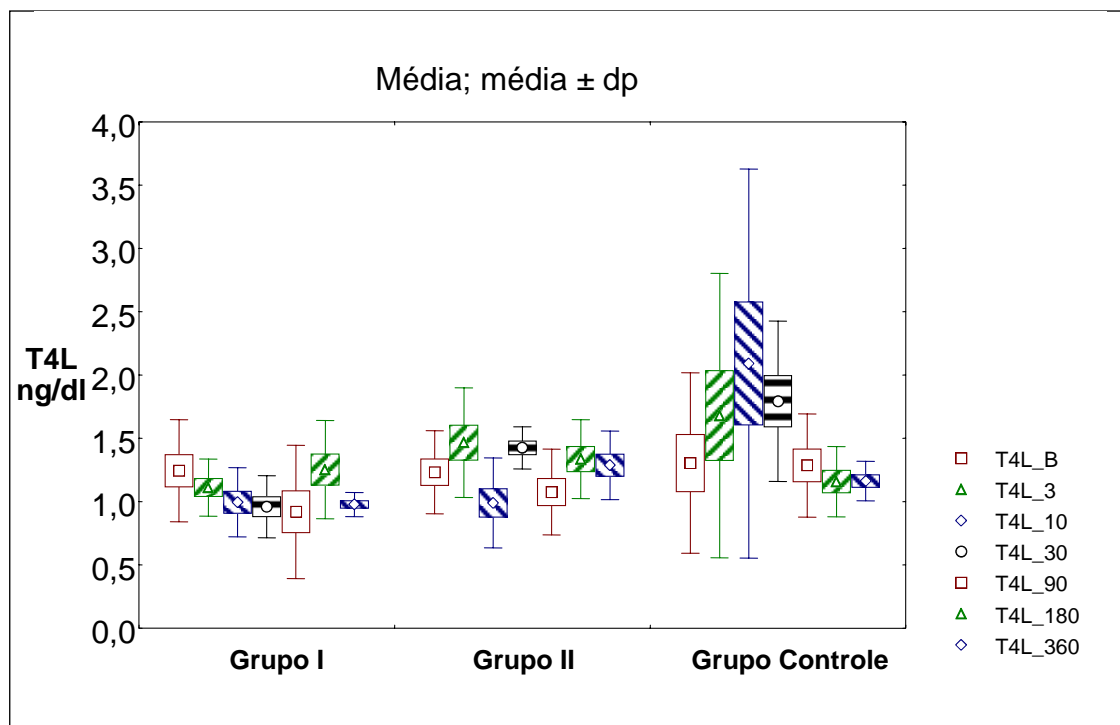 Média; média ± dp
4,0
3,5
3,0
2,5
2,0
1,5
1,0
0,5
0,0
T4L
ng/dl
Grupo I
Grupo II
Grupo Controle
T4L_B
T4L_3
T4L_10
T4L_30
T4L_90
T4L_180
T4L_360